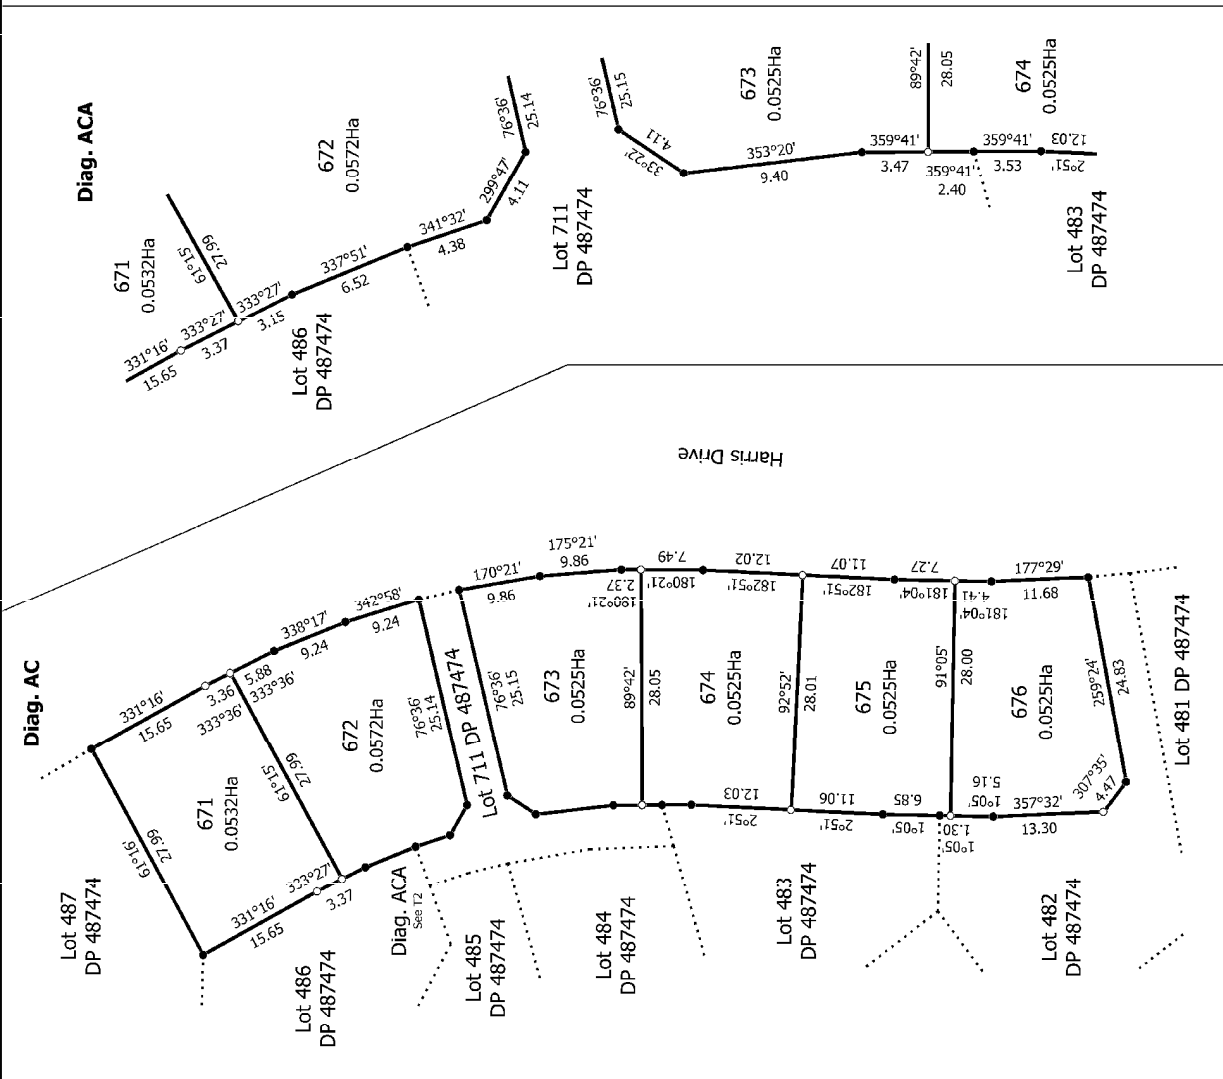 Diag. ACA
671
0.0532Ha
61°15'
27.99
331°16'
15.65
333°27'
3.37
333°27'
3.15
672
0.0572Ha
337°51'
6.52
341°32'
4.38
299°47'
4.11
76°36'
25.14
Lot 486
DP 487474
Lot 711
DP 487474
76°36'
25.15
33°22'
4.11
673
0.0525Ha
353°20'
9.40
359°41'
3.47
89°42'
28.05
359°41'
2.40
674
0.0525Ha
359°41'
3.53
12.03
2°51'
Lot 483
DP 487474
Harris Drive
Diag. AC
331°16'
15.65
3.36
333°36'
5.88
333°36'
338°17'
9.24
342°58'
9.24
170°21'
9.86
175°21'
9.86
2.37
180°21'
7.49
180°21'
12.02
182°51'
11.07
182°51'
7.27
181°04'
4.41
181°04'
177°29'
11.68
61°16'
27.99
671
0.0532Ha
61°15'
27.99
672
0.0572Ha
76°36'
25.14
Lot 711 DP 487474
76°36'
25.15
673
0.0525Ha
89°42'
28.05
674
0.0525Ha
92°52'
28.01
675
0.0525Ha
91°05'
28.00
676
0.0525Ha
259°24'
24.83
307°35'
4.47
Lot 481 DP 487474
331°16'
15.65
333°27'
3.37
12.03
2°51'
11.06
2°51'
6.85
1°05'
1.30
1°05'
5.16
1°05'
357°32'
13.30
Lot 487
DP 487474
Lot 486
DP 487474
Diag. ACA
See T2
Lot 485
DP 487474
Lot 484
DP 487474
Lot 483
DP 487474
Lot 482
DP 487474